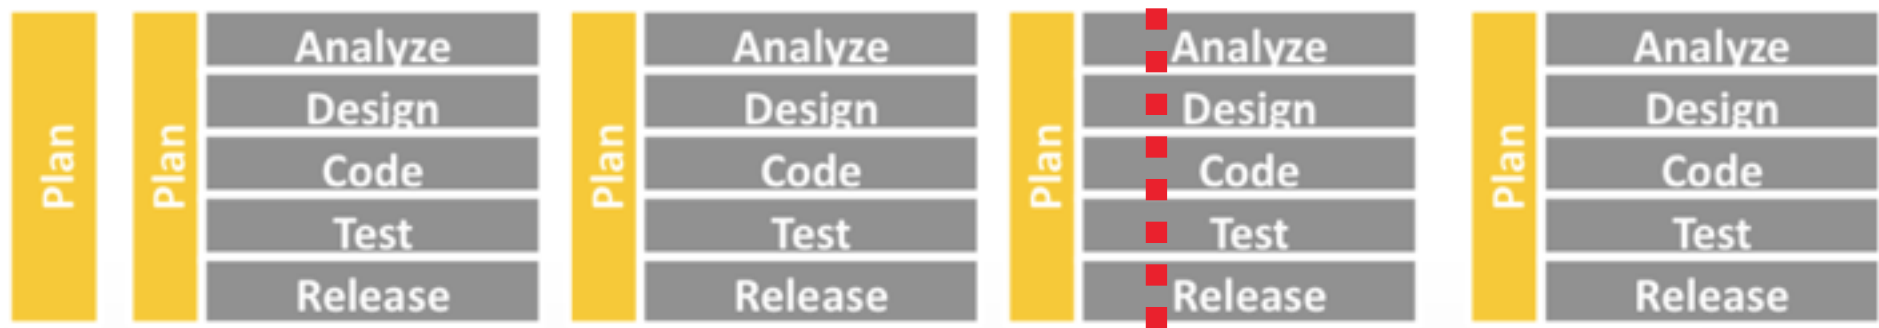 Plan
Plan
Analyze
Design
Code
Test
Release
Plan
Analyze
Design
Code
Test
Release
Plan
Analyze
Design
Code
Test
Release
Plan
Analyze
Design
Code
Test
Release